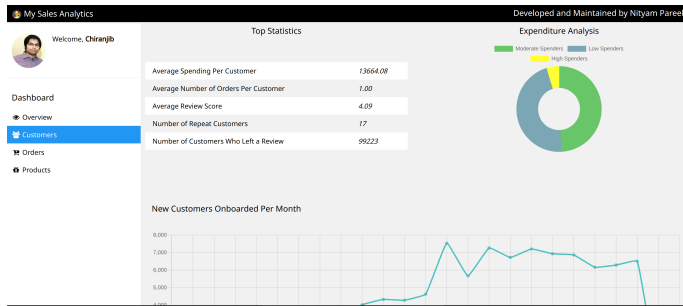 My Sales Analytics
Developed and Maintained by Nityam Pareek
Welcome, Chiranjib
Dashboard
Overview
Customers
Orders
Products
Top Statistics
Average Spending Per Customer 13664.08
Average Number of Orders Per Customer 1.00
Average Review Score 4.09
Number of Repeat Customers 17
Number of Customers Who Left a Review 99223
Expenditure Analysis
Moderate Spenders Low Spenders
High Spenders
New Customers Onboarded Per Month
8,000
7,000
6,000
5,000
4,000